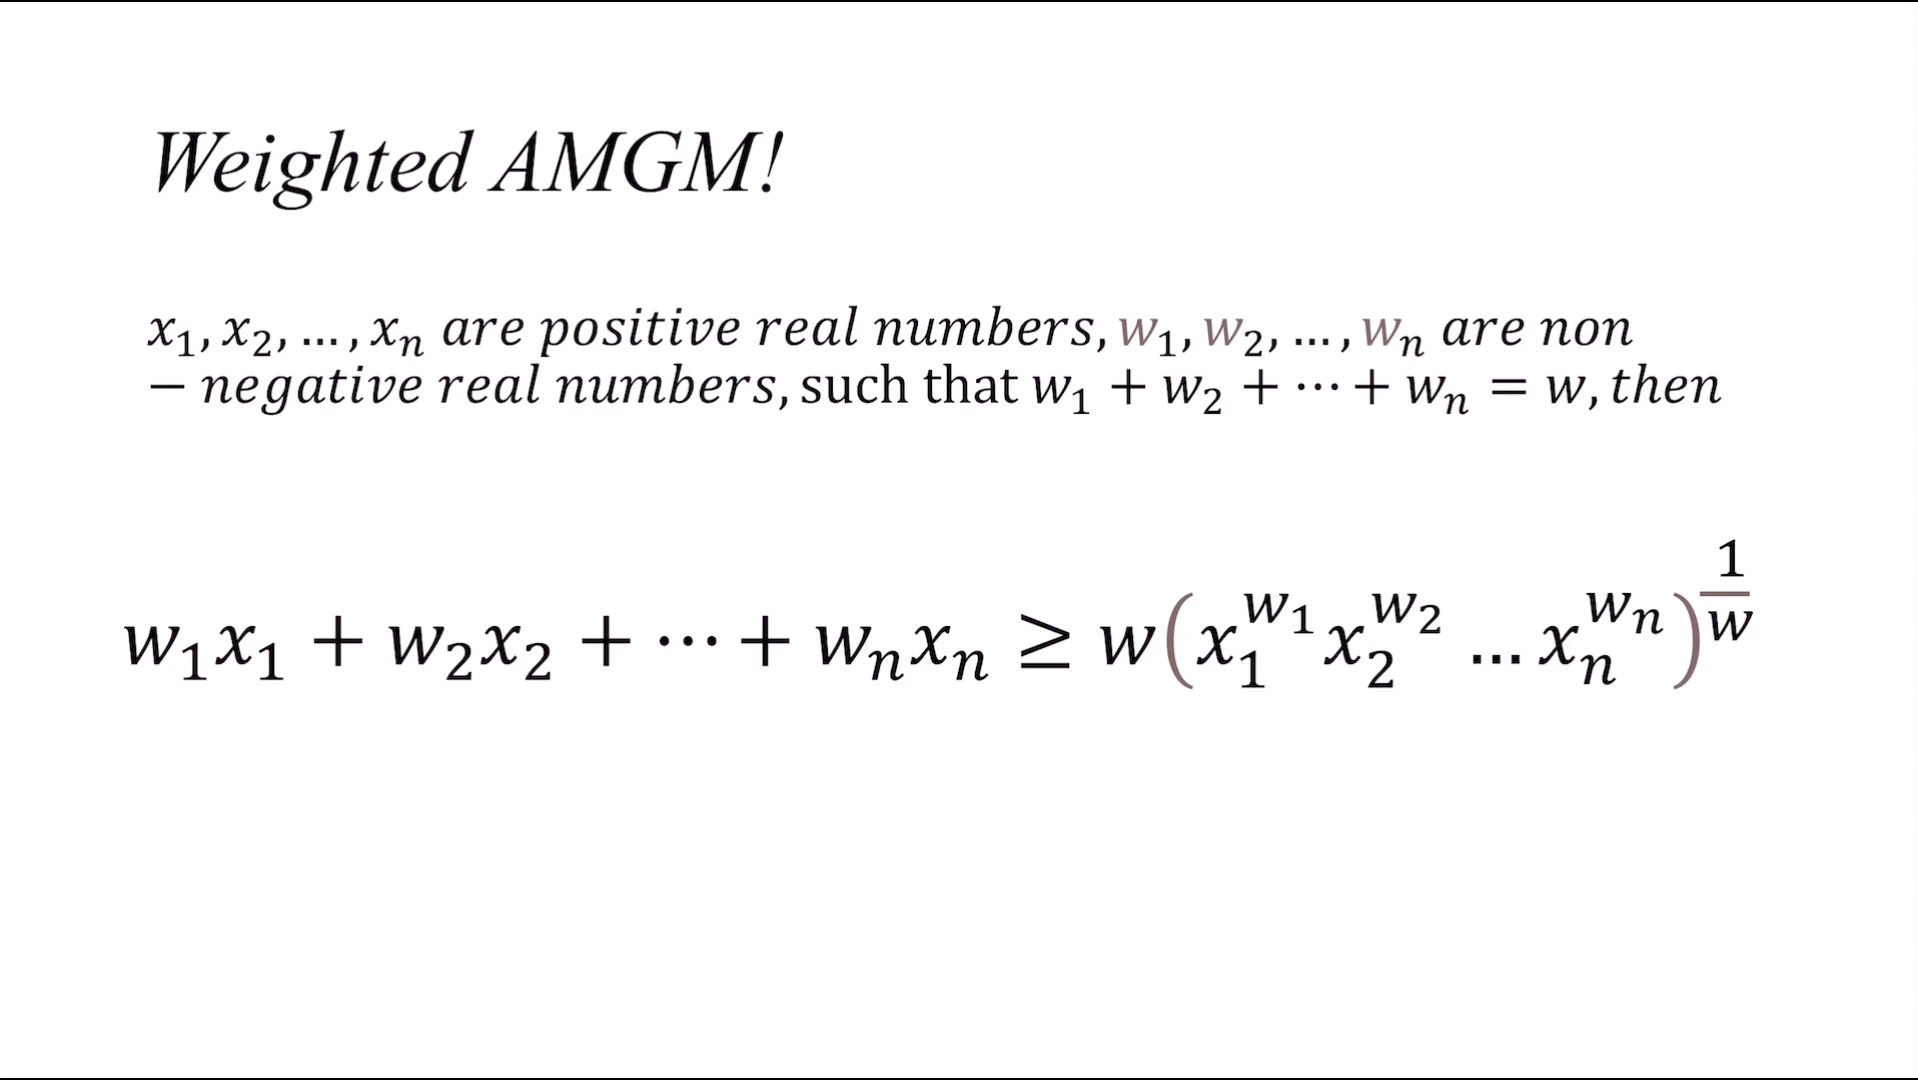 Weighted AMGM!
x₁, x₂, …, xₙ are positive real numbers, w₁, w₂, …, wₙ are non
− negative real numbers, such that w₁ + w₂ + ⋯ + wₙ = w, then
w₁x₁ + w₂x₂ + ⋯ + wₙxₙ ≥ w(x₁^{w₁} x₂^{w₂} … xₙ^{wₙ})^{1/w}